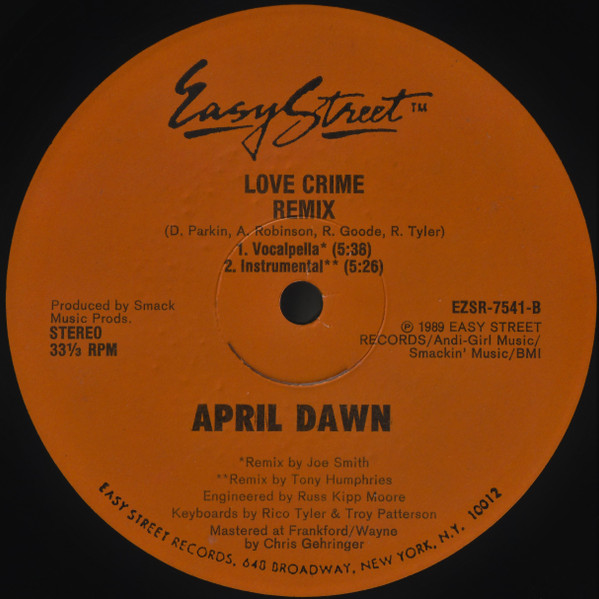 Easy Street™
LOVE CRIME
REMIX
(D. Parkin, A. Robinson, R. Goode, R. Tyler)
1. Vocalpella* (5:38)
2. Instrumental** (5:26)
Produced by Smack
Music Prods.
STEREO
33⅓ RPM
EZSR-7541-B
℗ 1989 EASY STREET
RECORDS/Andi-Girl Music/
Smackin' Music/BMI
APRIL DAWN
*Remix by Joe Smith
**Remix by Tony Humphries
Engineered by Russ Kipp Moore
Keyboards by Rico Tyler & Troy Patterson
Mastered at Frankford/Wayne
by Chris Gehringer
EASY STREET RECORDS, 648 BROADWAY, NEW YORK, N.Y. 10012